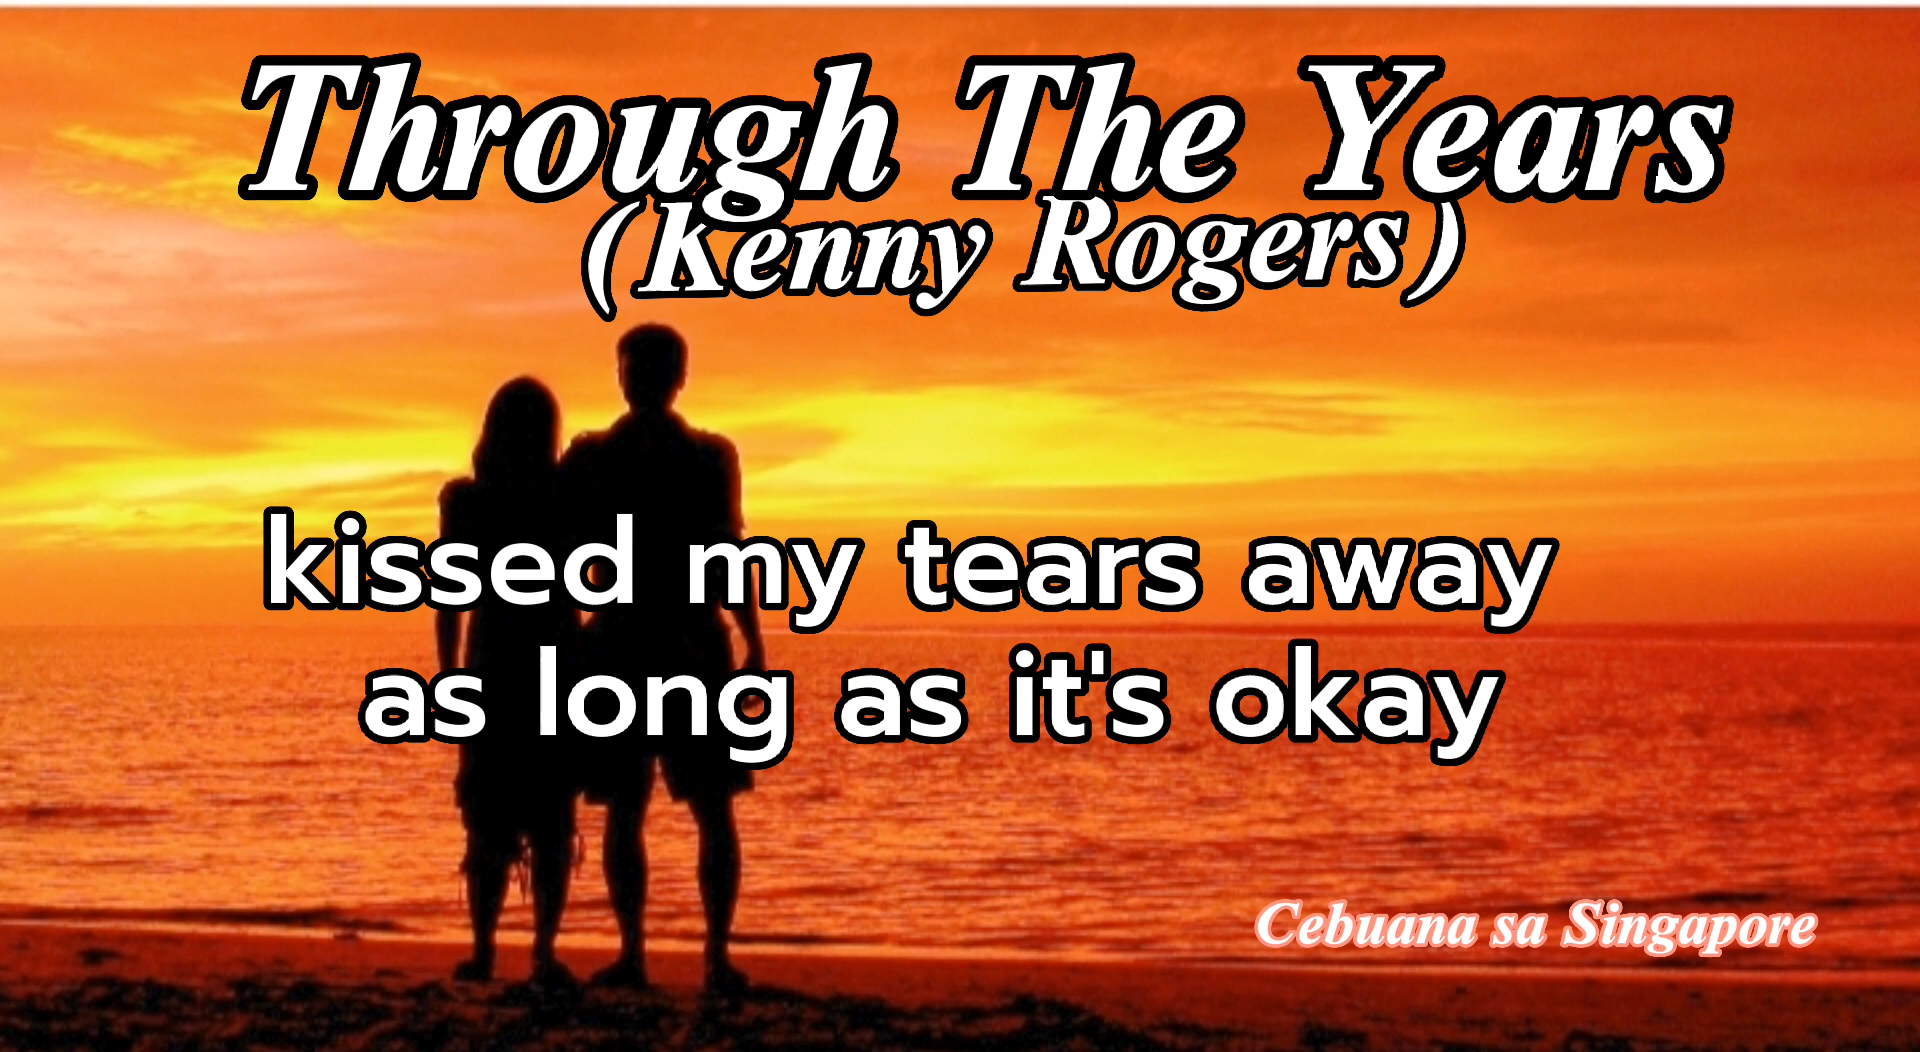 Through The Years
(Kenny Rogers)
kissed my tears away
as long as it's okay
Cebuana sa Singapore